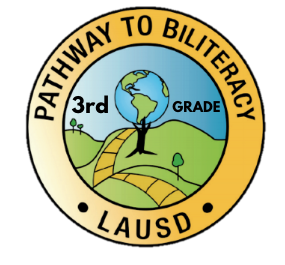 PATHWAY TO BILITERACY
3rd GRADE
• LAUSD •